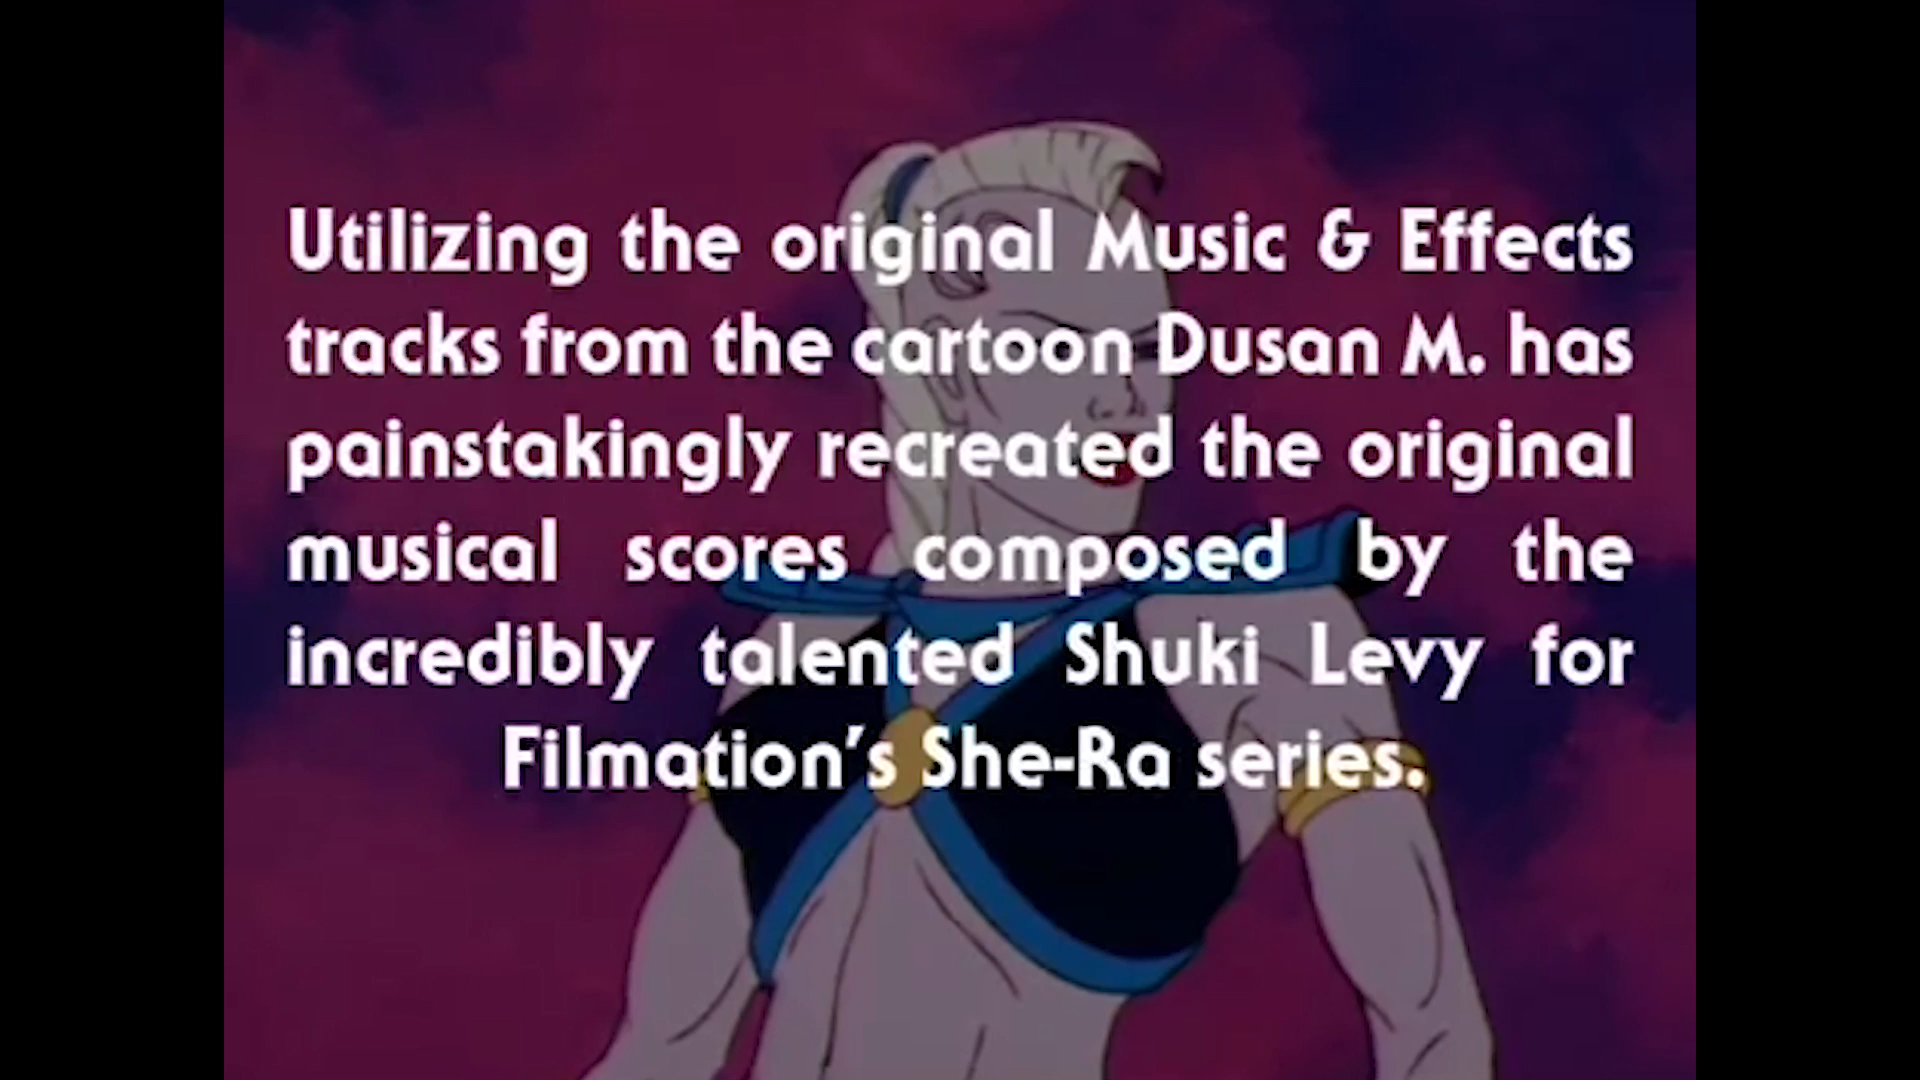 Utilizing the original Music & Effects
tracks from the cartoon Dusan M. has
painstakingly recreated the original
musical scores composed by the
incredibly talented Shuki Levy for
Filmation's She-Ra series.